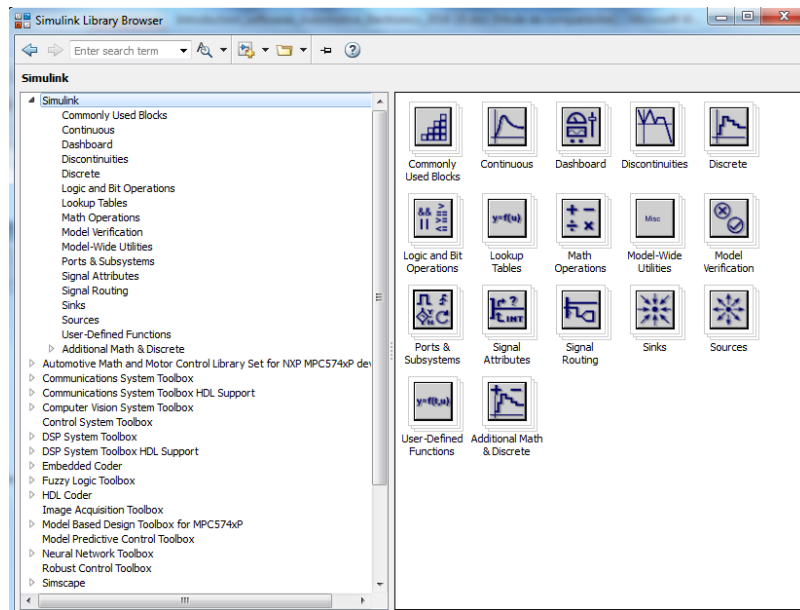 Simulink Library Browser
Enter search term
Simulink
Simulink
Commonly Used Blocks
Continuous
Dashboard
Discontinuities
Discrete
Logic and Bit Operations
Lookup Tables
Math Operations
Model Verification
Model-Wide Utilities
Ports & Subsystems
Signal Attributes
Signal Routing
Sinks
Sources
User-Defined Functions
Additional Math & Discrete
Automotive Math and Motor Control Library Set for NXP MPC574xP dev
Communications System Toolbox
Communications System Toolbox HDL Support
Computer Vision System Toolbox
Control System Toolbox
DSP System Toolbox
DSP System Toolbox HDL Support
Embedded Coder
Fuzzy Logic Toolbox
HDL Coder
Image Acquisition Toolbox
Model Based Design Toolbox for MPC574xP
Model Predictive Control Toolbox
Neural Network Toolbox
Robust Control Toolbox
Simscape
Commonly
Used Blocks
Continuous
Dashboard
Discontinuities
Discrete
&& >
|| ==
<=
Logic and Bit
Operations
y=f(u)
Lookup
Tables
+ -
÷ ×
Math
Operations
Misc
Model-Wide
Utilities
Model
Verification
Ports &
Subsystems
?
INT
Signal
Attributes
Signal
Routing
Sinks
Sources
y=f(t,u)
User-Defined
Functions
Additional Math
& Discrete